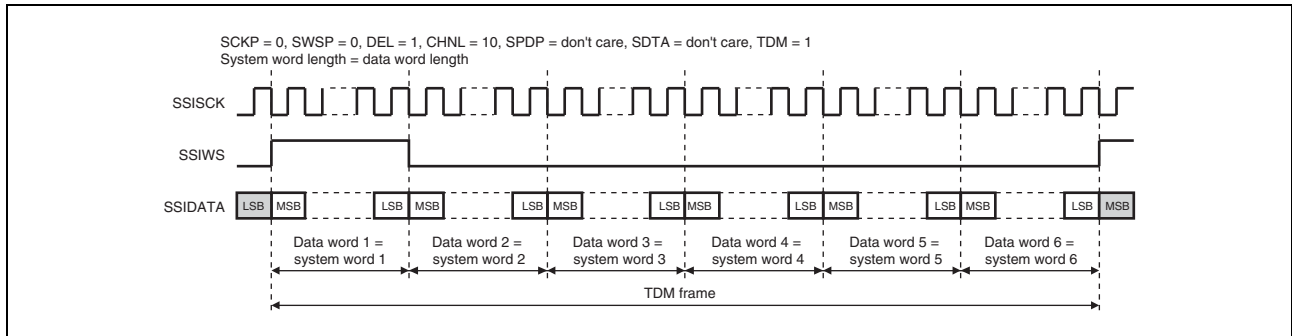 SCKP = 0, SWSP = 0, DEL = 1, CHNL = 10, SPDP = don't care, SDTA = don't care, TDM = 1
System word length = data word length
SSISCK
SSIWS
SSIDATA LSB MSB LSB MSB LSB MSB LSB MSB LSB MSB LSB MSB LSB MSB
Data word 1 = Data word 2 = Data word 3 = Data word 4 = Data word 5 = Data word 6 =
system word 1 system word 2 system word 3 system word 4 system word 5 system word 6
TDM frame